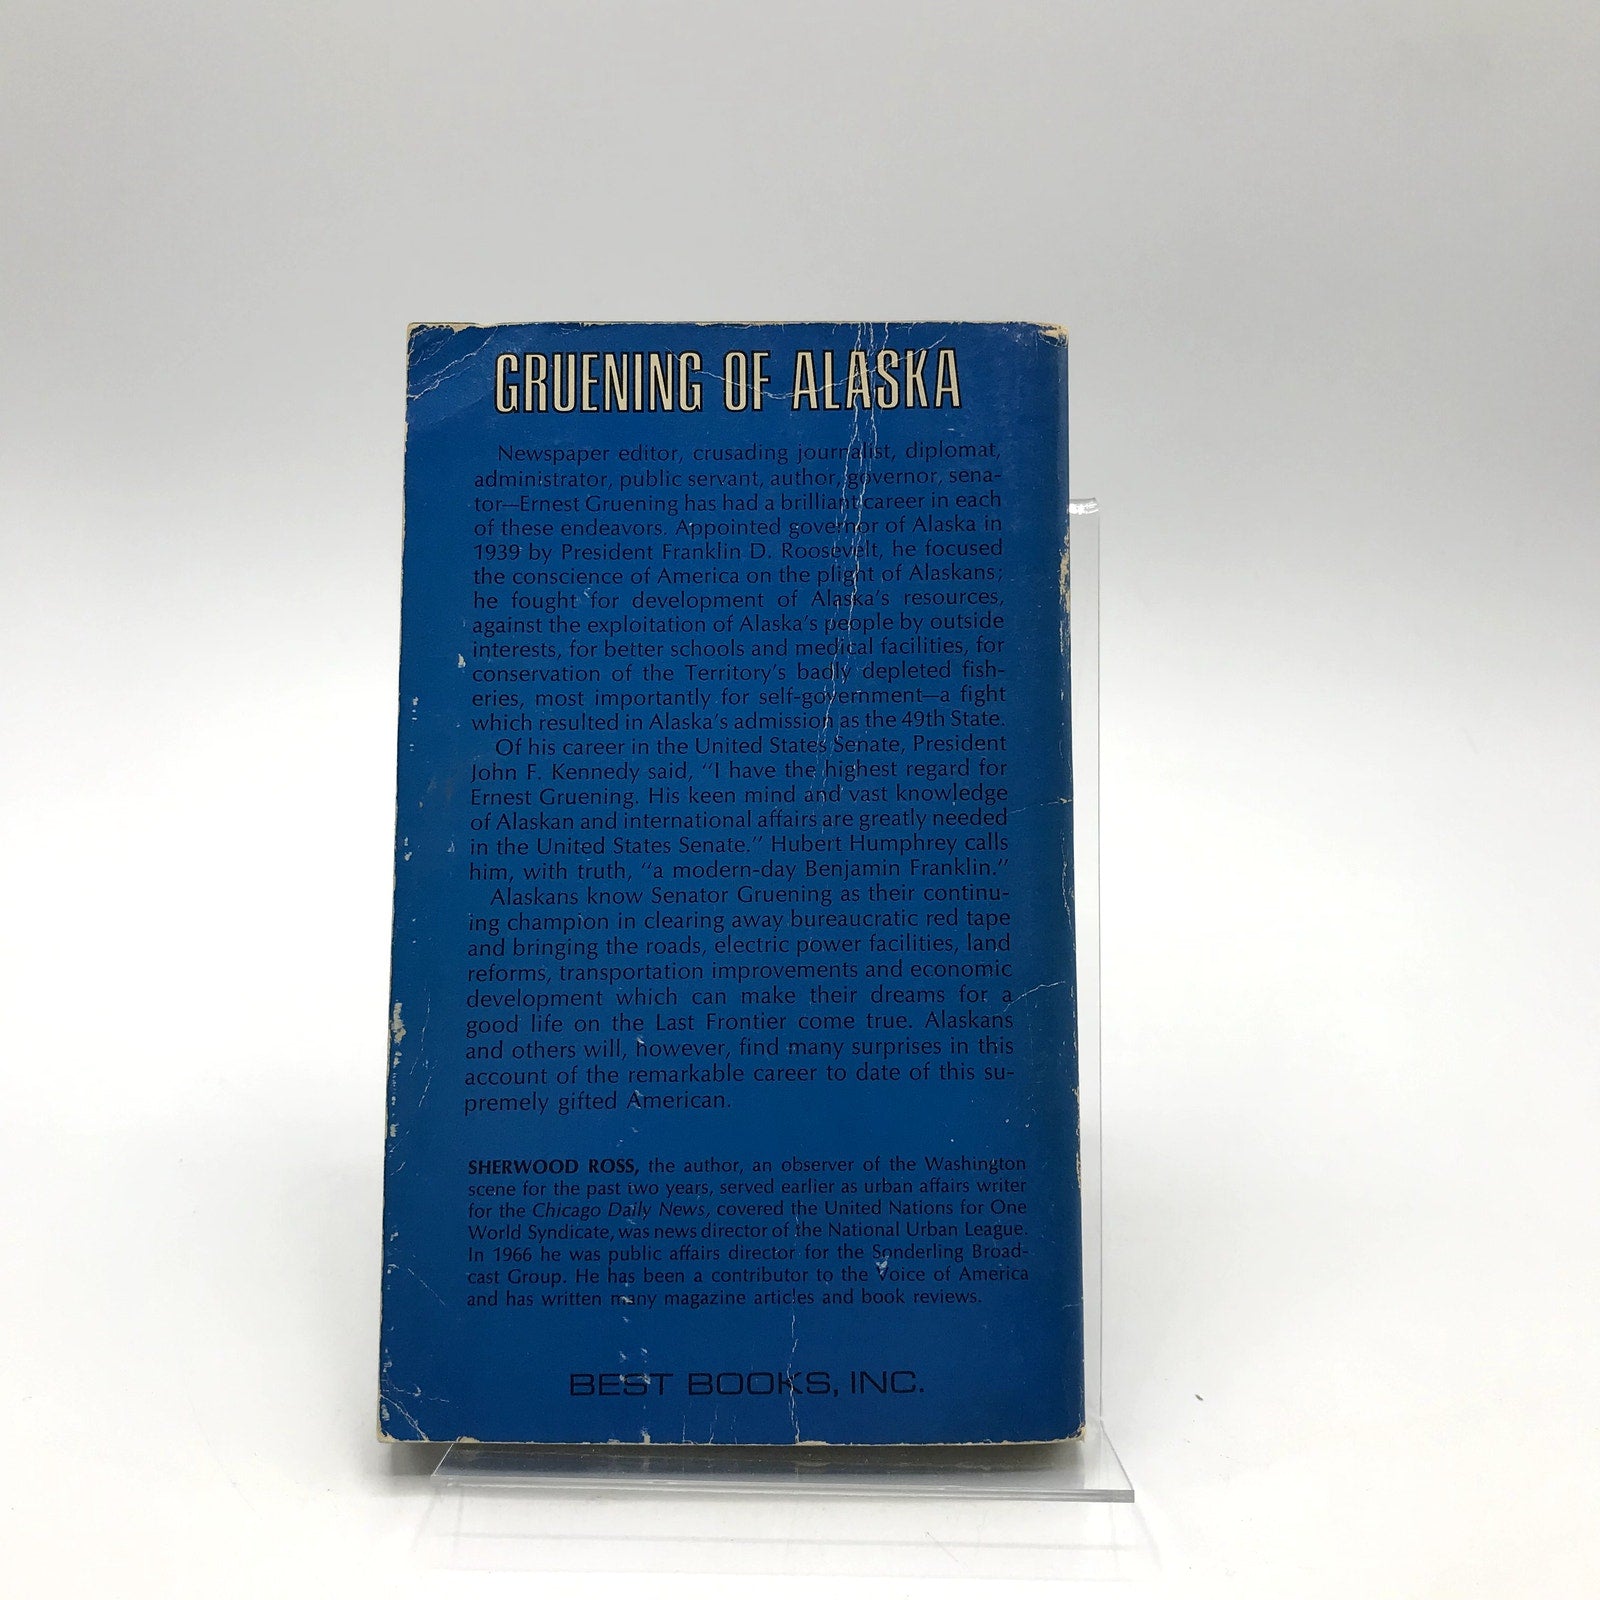 GRUENING OF ALASKA
Newspaper editor, crusading journalist, diplomat,
administrator, public servant, author, governor, sena-
tor—Ernest Gruening has had a brilliant career in each
of these endeavors. Appointed governor of Alaska in
1939 by President Franklin D. Roosevelt, he focused
the conscience of America on the plight of Alaskans;
he fought for development of Alaska's resources,
against the exploitation of Alaska's people by outside
interests, for better schools and medical facilities, for
conservation of the Territory's badly depleted fish-
eries, most importantly for self-government—a fight
which resulted in Alaska's admission as the 49th State.
Of his career in the United States Senate, President
John F. Kennedy said, "I have the highest regard for
Ernest Gruening. His keen mind and vast knowledge
of Alaskan and international affairs are greatly needed
in the United States Senate." Hubert Humphrey calls
him, with truth, "a modern-day Benjamin Franklin."
Alaskans know Senator Gruening as their continu-
ing champion in clearing away bureaucratic red tape
and bringing the roads, electric power facilities, land
reforms, transportation improvements and economic
development which can make their dreams for a
good life on the Last Frontier come true. Alaskans
and others will, however, find many surprises in this
account of the remarkable career to date of this su-
premely gifted American.
SHERWOOD ROSS, the author, an observer of the Washington
scene for the past two years, served earlier as urban affairs writer
for the Chicago Daily News, covered the United Nations for One
World Syndicate, was news director of the National Urban League.
In 1966 he was public affairs director for the Sonderling Broad-
cast Group. He has been a contributor to the Voice of America
and has written many magazine articles and book reviews.
BEST BOOKS, INC.